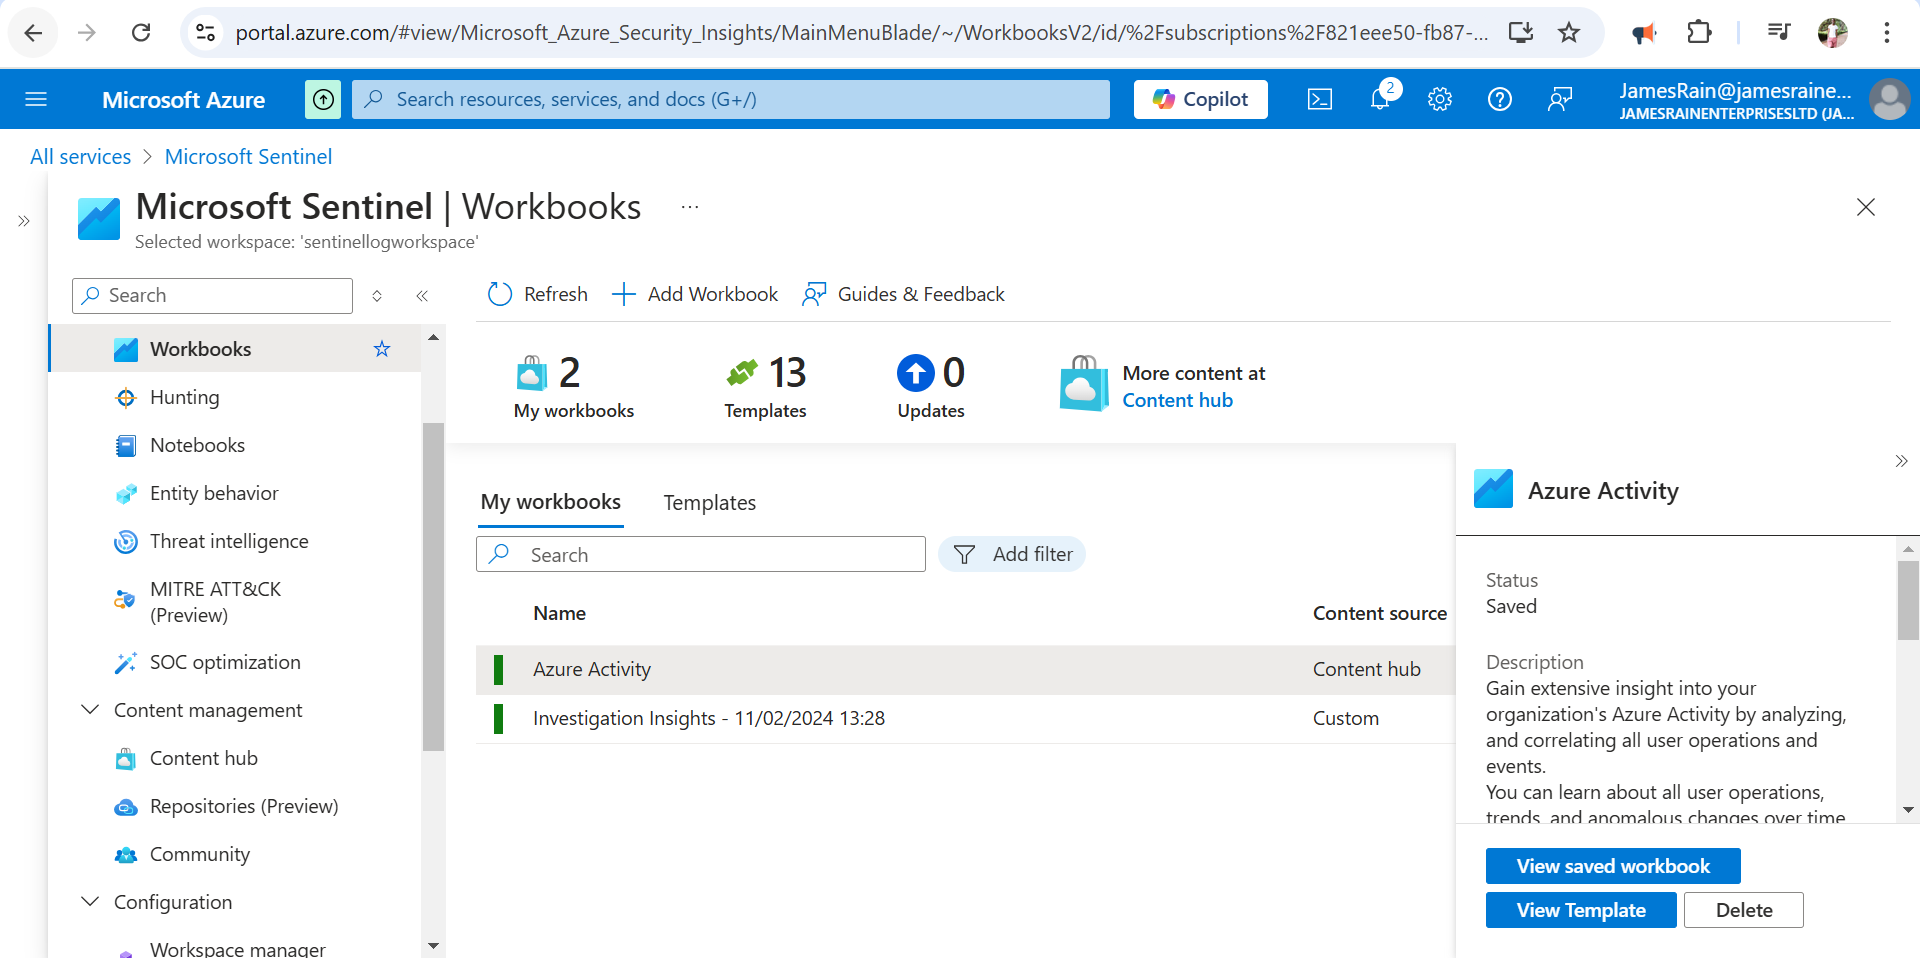 portal.azure.com/#view/Microsoft_Azure_Security_Insights/MainMenuBlade/~/WorkbooksV2/id/%2Fsubscriptions%2F821eee50-fb87-...
Microsoft Azure
Search resources, services, and docs (G+/)
Copilot
2
JamesRain@jamesraine...
JAMESRAINENTERPRISESLTD (JA...
All services > Microsoft Sentinel
Microsoft Sentinel | Workbooks ...
Selected workspace: 'sentinellogworkspace'
Search
Refresh
Add Workbook
Guides & Feedback
Workbooks
Hunting
Notebooks
Entity behavior
Threat intelligence
MITRE ATT&CK
(Preview)
SOC optimization
Content management
Content hub
Repositories (Preview)
Community
Configuration
Workspace manager
2
My workbooks
13
Templates
0
Updates
More content at
Content hub
My workbooks
Templates
Search
Add filter
Name
Content source
Azure Activity
Content hub
Investigation Insights - 11/02/2024 13:28
Custom
Azure Activity
Status
Saved
Description
Gain extensive insight into your
organization's Azure Activity by analyzing,
and correlating all user operations and
events.
You can learn about all user operations,
trends, and anomalous changes over time
View saved workbook
View Template
Delete